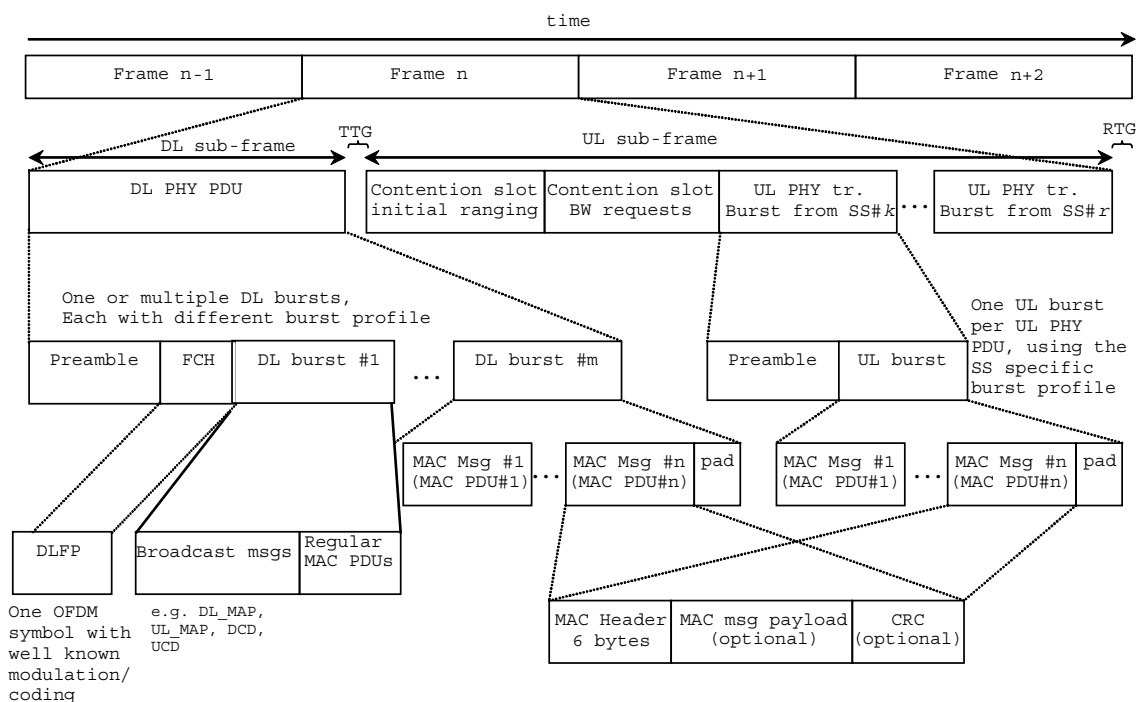 time
Frame n-1
Frame n
Frame n+1
Frame n+2
DL sub-frame
TTG
UL sub-frame
RTG
DL PHY PDU
Contention slot
initial ranging
Contention slot
BW requests
UL PHY tr.
Burst from SS#k
...
UL PHY tr.
Burst from SS#r
One or multiple DL bursts,
Each with different burst profile
One UL burst
per UL PHY
PDU, using the
SS specific
burst profile
Preamble
FCH
DL burst #1
...
DL burst #m
Preamble
UL burst
MAC Msg #1
(MAC PDU#1)
...
MAC Msg #n
(MAC PDU#n)
pad
MAC Msg #1
(MAC PDU#1)
...
MAC Msg #n
(MAC PDU#n)
pad
DLFP
Broadcast msgs
Regular
MAC PDUs
One OFDM
symbol with
well known
modulation/
coding
e.g. DL_MAP,
UL_MAP, DCD,
UCD
MAC Header
6 bytes
MAC msg payload
(optional)
CRC
(optional)